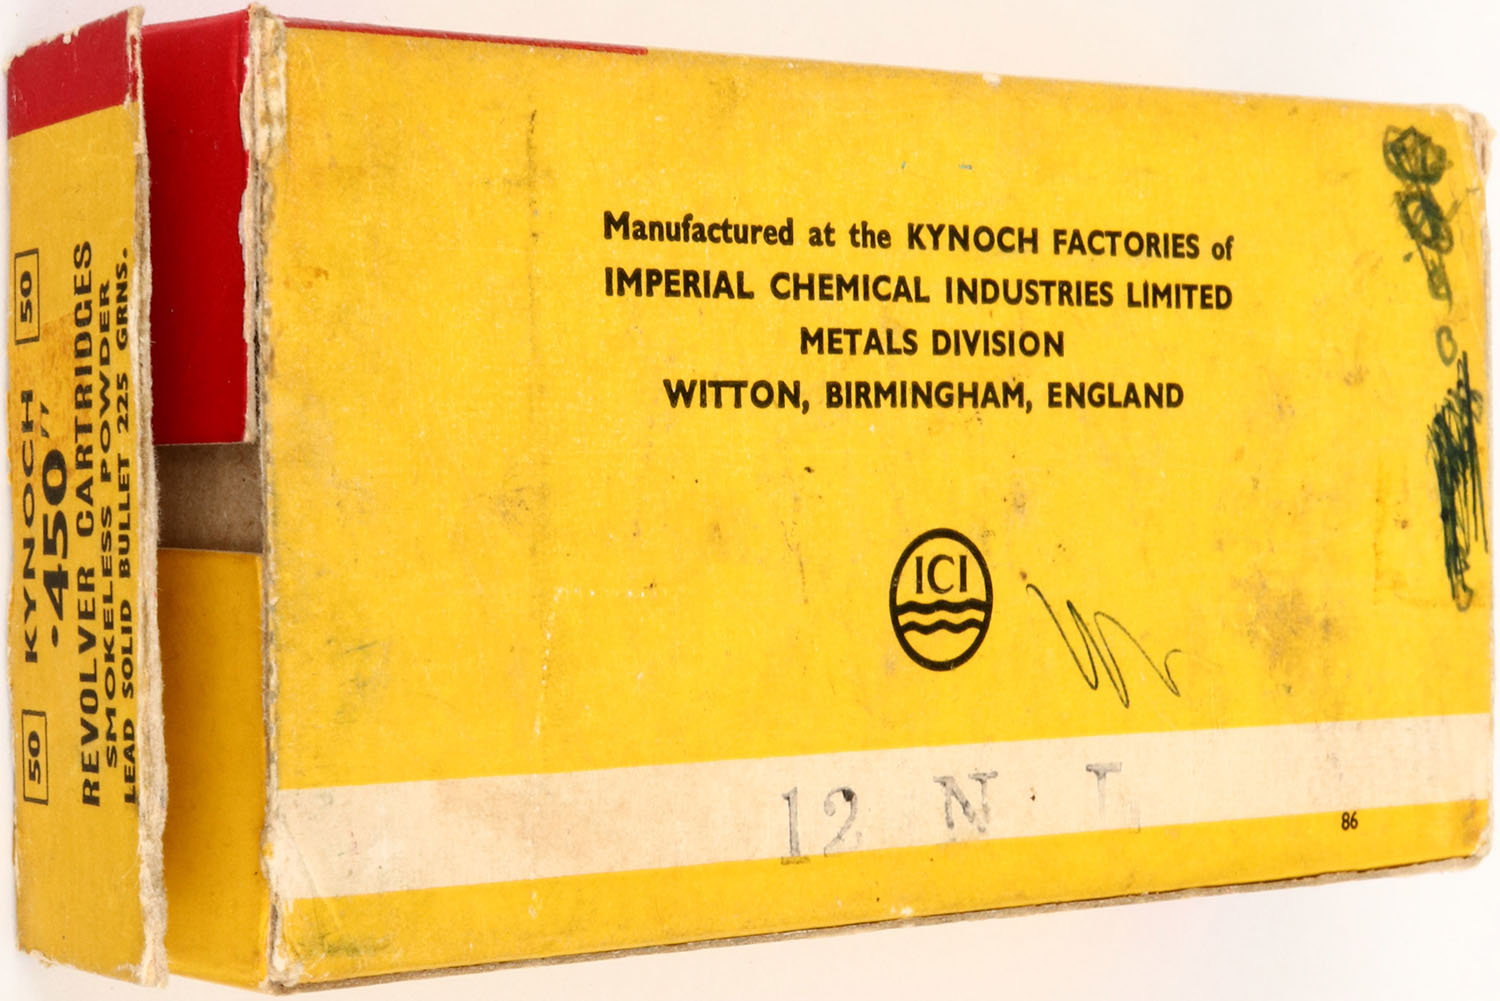 50 KYNOCH 50
·450″
REVOLVER CARTRIDGES
SMOKELESS POWDER
LEAD SOLID BULLET 225 GRNS.
Manufactured at the KYNOCH FACTORIES of
IMPERIAL CHEMICAL INDUSTRIES LIMITED
METALS DIVISION
WITTON, BIRMINGHAM, ENGLAND
ICI
12 N
86